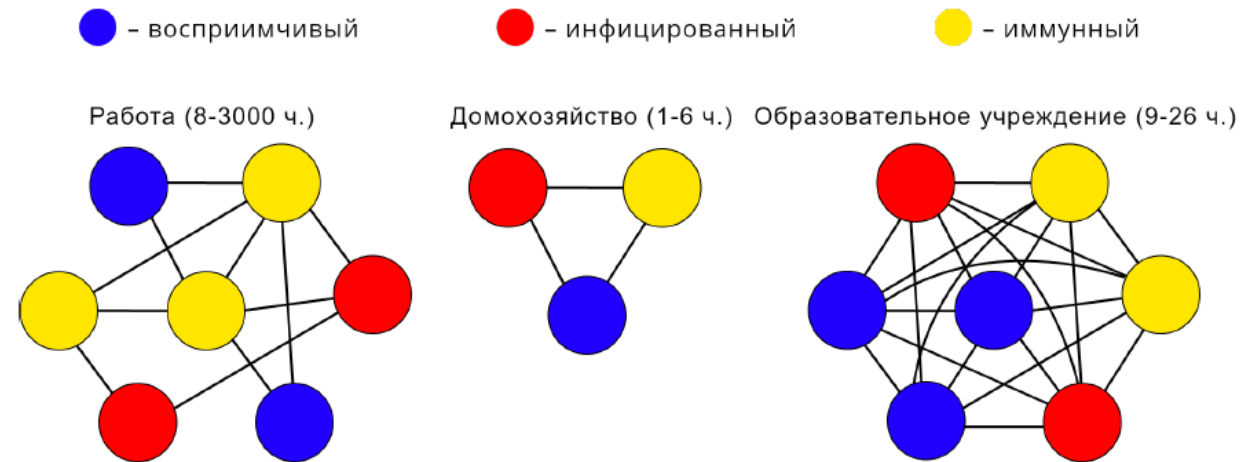 – восприимчивый – инфицированный – иммунный
Работа (8-3000 ч.) Домохозяйство (1-6 ч.) Образовательное учреждение (9-26 ч.)